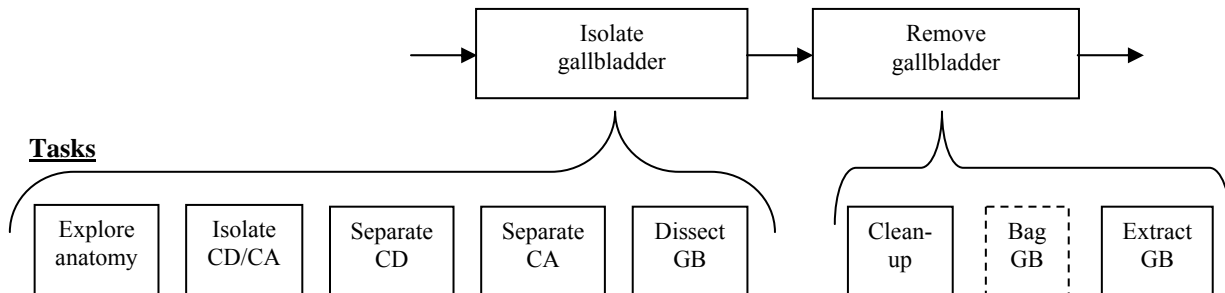 Isolate
gallbladder
Remove
gallbladder
Tasks
Explore
anatomy
Isolate
CD/CA
Separate
CD
Separate
CA
Dissect
GB
Clean-
up
Bag
GB
Extract
GB